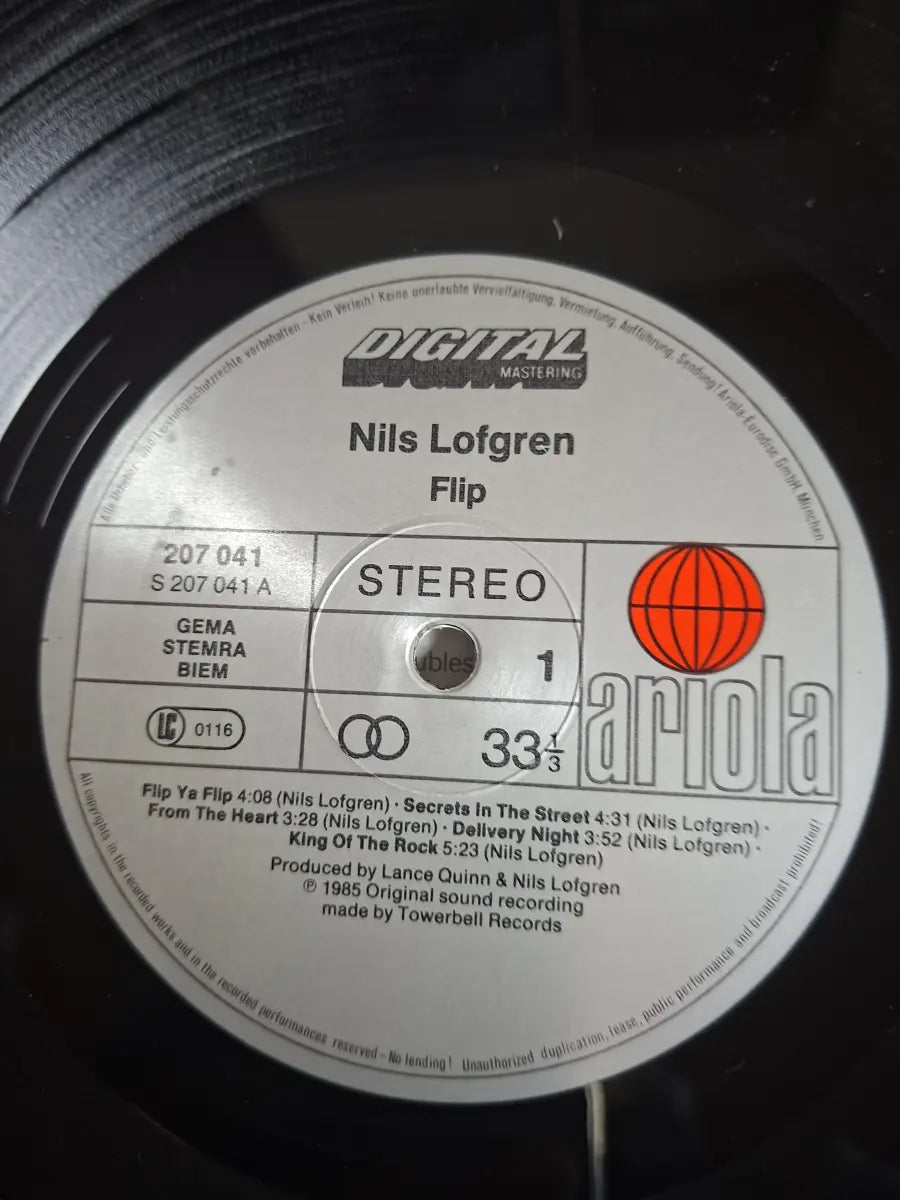 Alle Urheber- und Leistungsschutzrechte vorbehalten - Kein Verleih! Keine unerlaubte Vervielfältigung, Vermietung, Aufführung, Sendung! Ariola-Eurodisc GmbH, München
DIGITAL
MASTERING
Nils Lofgren
Flip
207 041
S 207 041 A
STEREO
GEMA
STEMRA
BIEM
ubles
1
LC 0116
33 1/3
ariola
Flip Ya Flip 4:08 (Nils Lofgren) · Secrets In The Street 4:31 (Nils Lofgren) ·
From The Heart 3:28 (Nils Lofgren) · Delivery Night 3:52 (Nils Lofgren) ·
King Of The Rock 5:23 (Nils Lofgren)
Produced by Lance Quinn & Nils Lofgren
℗ 1985 Original sound recording
made by Towerbell Records
All copyrights in the recorded works and in the recorded performances reserved - No lending! Unauthorized duplication, lease, public performance and broadcast prohibited!